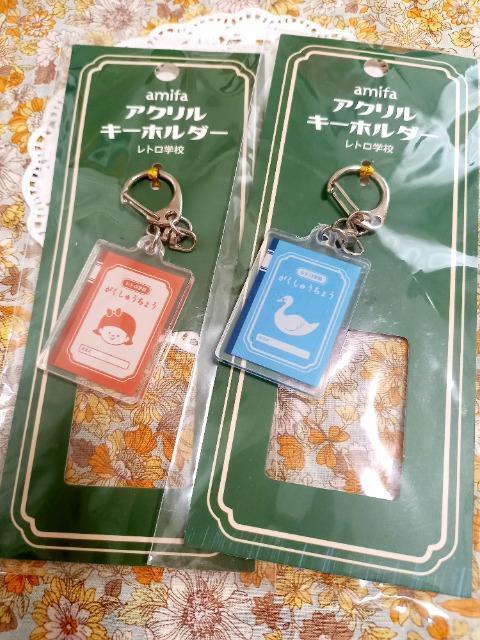 amifa
アクリル
キーホルダー
レトロ学校
がくしゅうちょう
amifa
アクリル
キーホルダー
レトロ学校
がくしゅうちょう